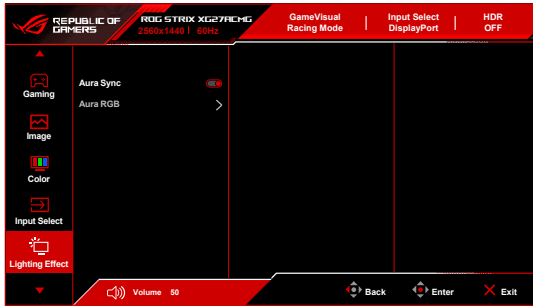 REPUBLIC OF
GAMERS
ROG STRIX XG27ACMG
2560x1440 | 60Hz
GameVisual
Racing Mode
Input Select
DisplayPort
HDR
OFF
Gaming
Image
Color
Input Select
Lighting Effect
Aura Sync
Aura RGB
Volume 50
Back
Enter
Exit